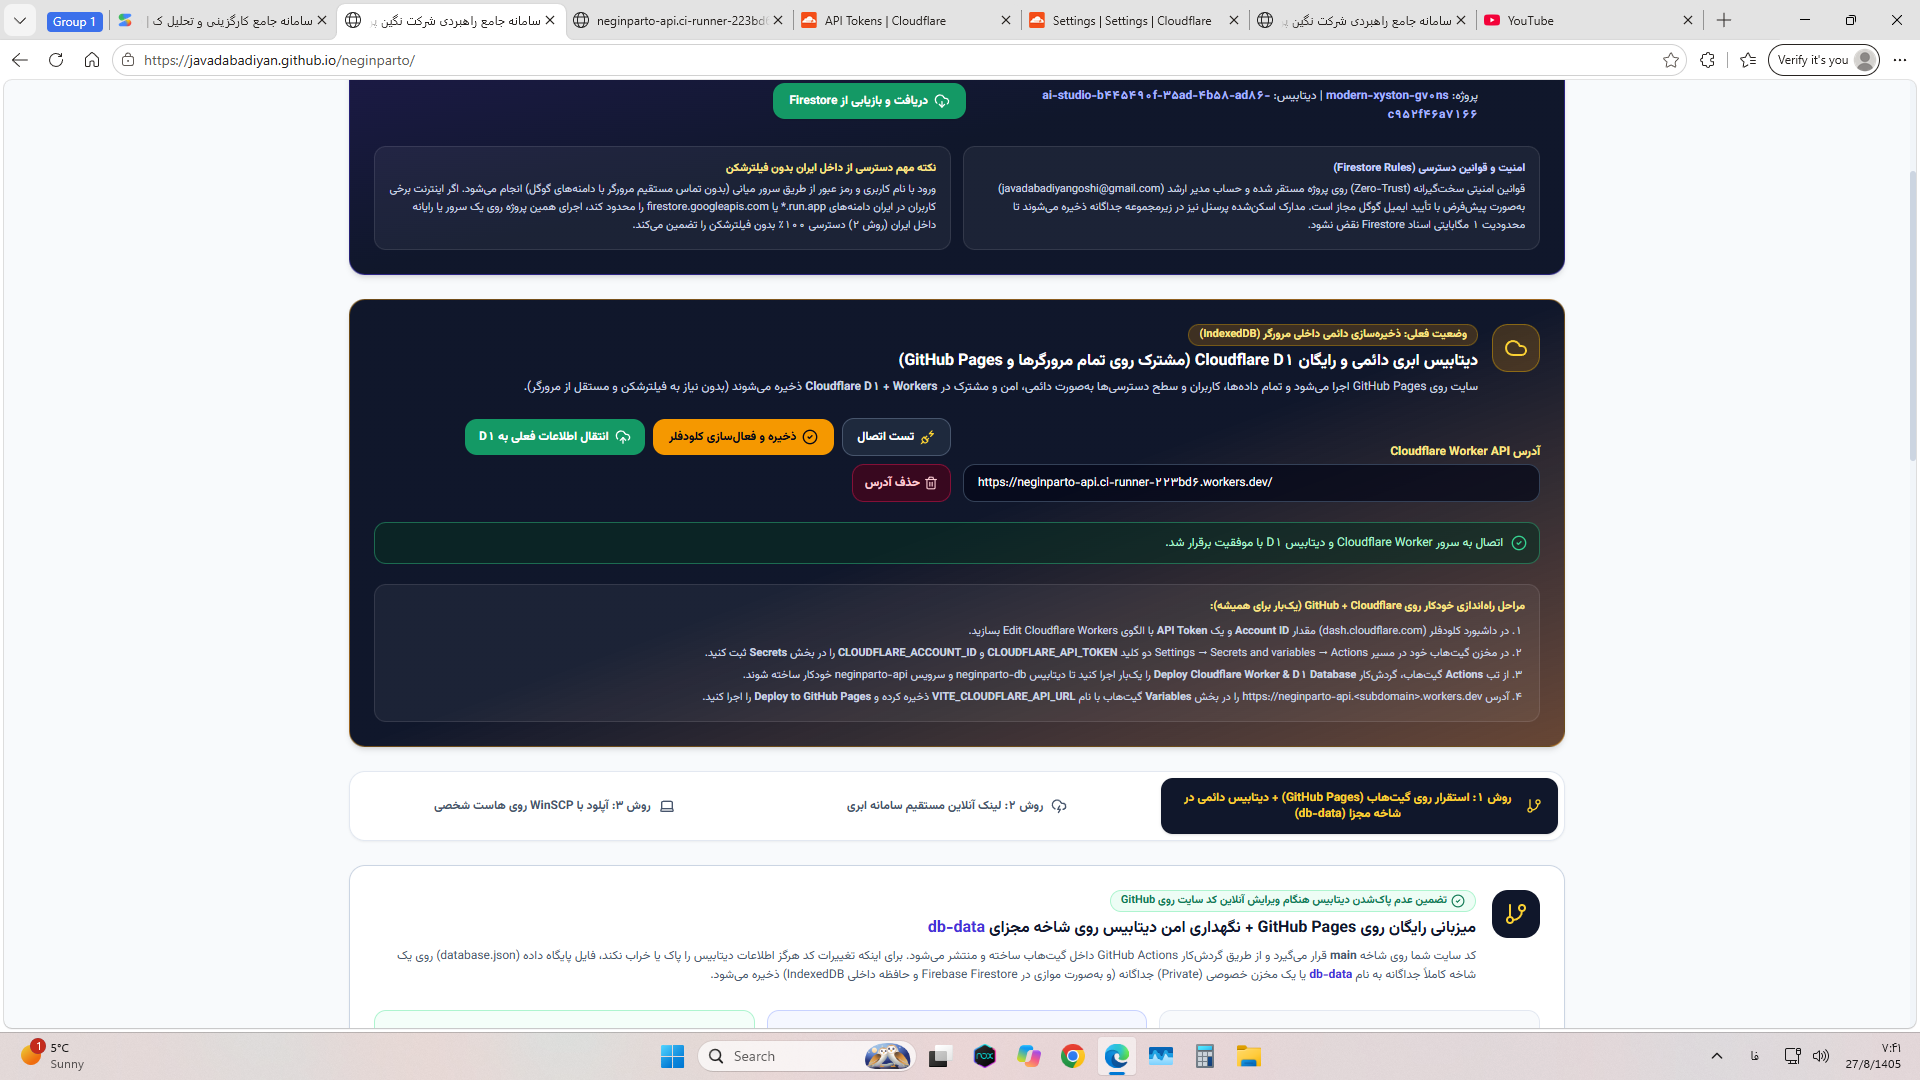 Group 1
سامانه جامع کارگزینی و تحلیل ک
سامانه جامع راهبردی شرکت نگین پر
neginparto-api.ci-runner-223bd6
API Tokens | Cloudflare
Settings | Settings | Cloudflare
سامانه جامع راهبردی شرکت نگین پر
YouTube
https://javadabadiyan.github.io/neginparto/
Verify it's you
پروژه: modern-xyston-gv۰ns | دیتابیس: ai-studio-b۴۴۵۴۹۰f-۳۵ad-۴b۵۸-ad۸۶-
c۹۵۲f۴۶a۷۱۶۶
دریافت و بازیابی از Firestore
امنیت و قوانین دسترسی (Firestore Rules)
قوانین امنیتی سخت‌گیرانه (Zero-Trust) روی پروژه مستقر شده و حساب مدیر ارشد (javadabadiyangoshi@gmail.com)
به‌صورت پیش‌فرض با تأیید ایمیل گوگل مجاز است. مدارک اسکن‌شده پرسنل نیز در زیرمجموعه جداگانه ذخیره می‌شوند تا
محدودیت ۱ مگابایتی اسناد Firestore نقض نشود.
نکته مهم دسترسی از داخل ایران بدون فیلترشکن
ورود با نام کاربری و رمز عبور از طریق سرور میانی (بدون تماس مستقیم مرورگر با دامنه‌های گوگل) انجام می‌شود. اگر اینترنت برخی
کاربران در ایران دامنه‌های run.app.* یا firestore.googleapis.com را محدود کند، اجرای همین پروژه روی یک سرور یا رایانه
داخل ایران (روش ۲) دسترسی ۱۰۰٪ بدون فیلترشکن را تضمین می‌کند.
وضعیت فعلی: ذخیره‌سازی دائمی داخلی مرورگر (IndexedDB)
دیتابیس ابری دائمی و رایگان Cloudflare D۱ (مشترک روی تمام مرورگرها و GitHub Pages)
سایت روی GitHub Pages اجرا می‌شود و تمام داده‌ها، کاربران و سطح دسترسی‌ها به‌صورت دائمی، امن و مشترک در Cloudflare D۱ + Workers ذخیره می‌شوند (بدون نیاز به فیلترشکن و مستقل از مرورگر).
آدرس Cloudflare Worker API
https://neginparto-api.ci-runner-۲۲۳bd۶.workers.dev/
تست اتصال
ذخیره و فعال‌سازی کلودفلر
انتقال اطلاعات فعلی به D۱
حذف آدرس
اتصال به سرور Cloudflare Worker و دیتابیس D۱ با موفقیت برقرار شد.
مراحل راه‌اندازی خودکار روی GitHub + Cloudflare (یک‌بار برای همیشه):
۱. در داشبورد کلودفلر (dash.cloudflare.com) مقدار Account ID و یک API Token با الگوی Edit Cloudflare Workers بسازید.
۲. در مخزن گیت‌هاب خود در مسیر Settings → Secrets and variables → Actions دو کلید CLOUDFLARE_API_TOKEN و CLOUDFLARE_ACCOUNT_ID را در بخش Secrets ثبت کنید.
۳. از تب Actions گیت‌هاب، گردش‌کار Deploy Cloudflare Worker & D۱ Database را یک‌بار اجرا کنید تا دیتابیس neginparto-db و سرویس neginparto-api خودکار ساخته شوند.
۴. آدرس https://neginparto-api.<subdomain>.workers.dev را در بخش Variables گیت‌هاب با نام VITE_CLOUDFLARE_API_URL ذخیره کرده و Deploy to GitHub Pages را اجرا کنید.
روش ۱: استقرار روی گیت‌هاب (GitHub Pages) + دیتابیس دائمی در
شاخه مجزا (db-data)
روش ۲: لینک آنلاین مستقیم سامانه ابری
روش ۳: آپلود با WinSCP روی هاست شخصی
تضمین عدم پاک‌شدن دیتابیس هنگام ویرایش آنلاین کد سایت روی GitHub
میزبانی رایگان روی GitHub Pages + نگهداری امن دیتابیس روی شاخه مجزای db-data
کد سایت شما روی شاخه main قرار می‌گیرد و از طریق گردش‌کار GitHub Actions داخل گیت‌هاب ساخته و منتشر می‌شود. برای اینکه تغییرات کد هرگز اطلاعات دیتابیس را پاک یا خراب نکند، فایل پایگاه داده (database.json) روی یک
شاخه کاملاً جداگانه به نام db-data یا یک مخزن خصوصی (Private) جداگانه (و به‌صورت موازی در Firebase Firestore و حافظه داخلی IndexedDB) ذخیره می‌شود.
1
5°C
Sunny
Search
nox
فا
۷:۴۱
27/8/1405